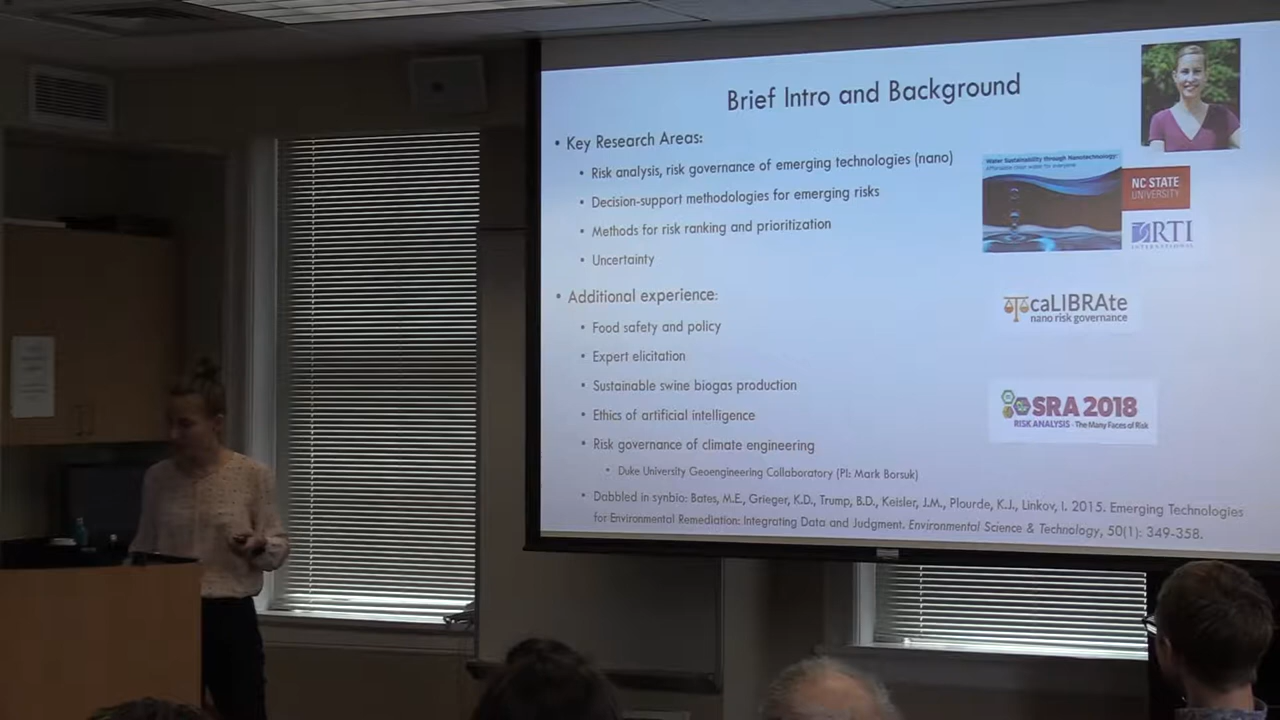 Brief Intro and Background
• Key Research Areas:
• Risk analysis, risk governance of emerging technologies (nano)
• Decision-support methodologies for emerging risks
• Methods for risk ranking and prioritization
• Uncertainty
• Additional experience:
• Food safety and policy
• Expert elicitation
• Sustainable swine biogas production
• Ethics of artificial intelligence
• Risk governance of climate engineering
• Duke University Geoengineering Collaboratory (PI: Mark Borsuk)
• Dabbled in synbio: Bates, M.E., Grieger, K.D., Trump, B.D., Keisler, J.M., Plourde, K.J., Linkov, I. 2015. Emerging Technologies
for Environmental Remediation: Integrating Data and Judgment. Environmental Science & Technology, 50(1): 349-358.
Water Sustainability through Nanotechnology:
NC STATE
UNIVERSITY
RTI
INTERNATIONAL
caLIBRAte
nano risk governance
SRA 2018
RISK ANALYSIS - The Many Faces of Risk